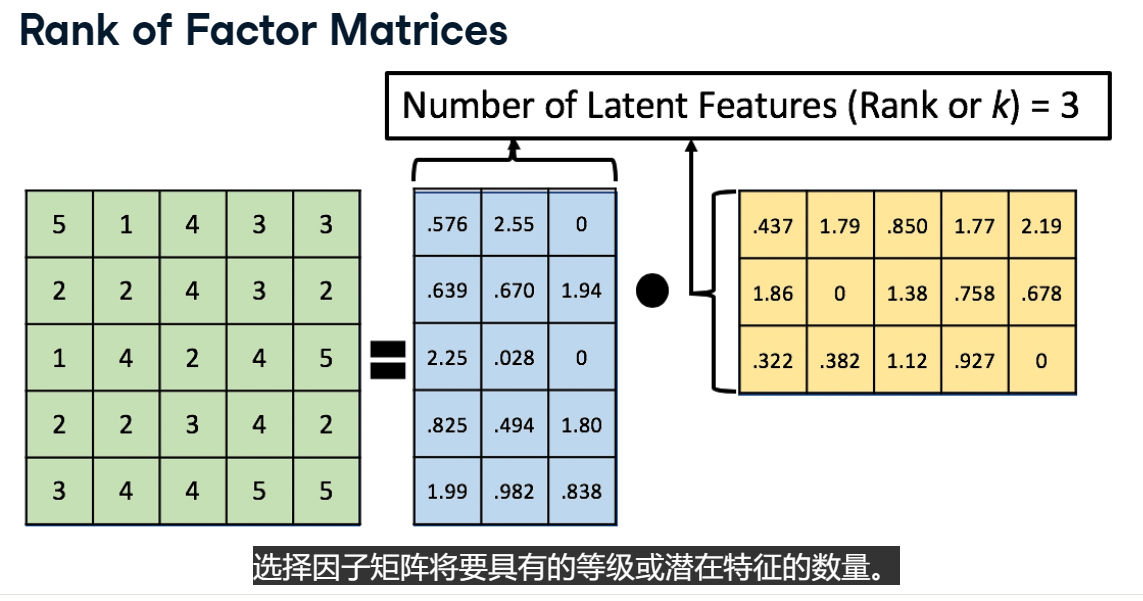 Rank of Factor Matrices
Number of Latent Features (Rank or k) = 3
5 1 4 3 3
2 2 4 3 2
1 4 2 4 5
2 2 3 4 2
3 4 4 5 5
=
.576 2.55 0
.639 .670 1.94
2.25 .028 0
.825 .494 1.80
1.99 .982 .838
.437 1.79 .850 1.77 2.19
1.86 0 1.38 .758 .678
.322 .382 1.12 .927 0
选择因子矩阵将要具有的等级或潜在特征的数量。